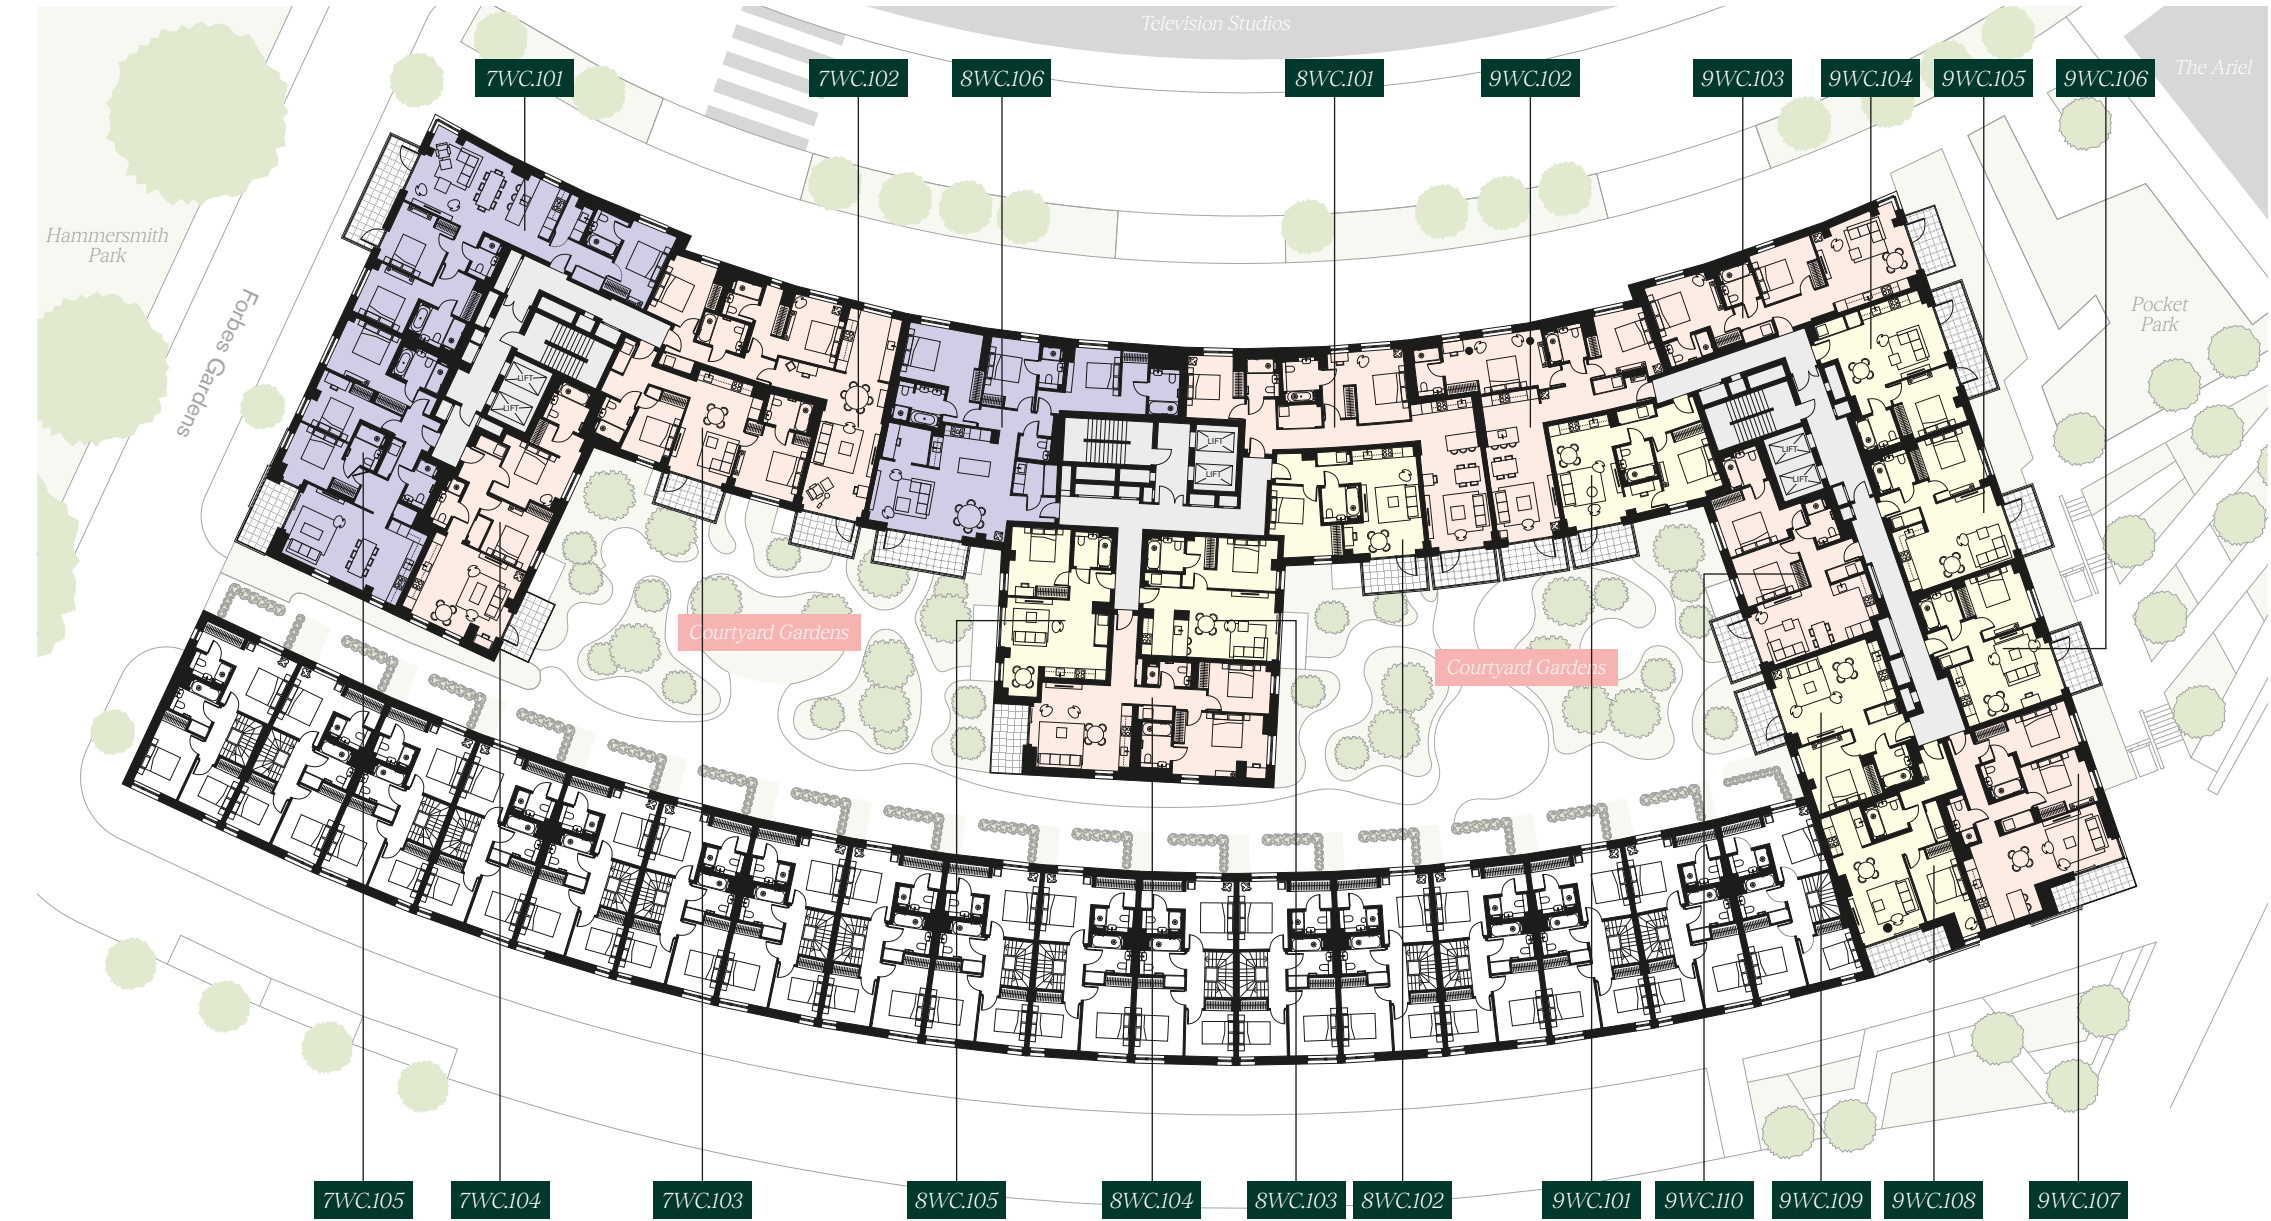 Television Studios
The Ariel
7WC.101
7WC.102
8WC.106
8WC.101
9WC.102
9WC.103
9WC.104
9WC.105
9WC.106
Hammersmith
Park
Forbes Gardens
Pocket
Park
LIFT
LIFT
LIFT
LIFT
LIFT
LIFT
Courtyard Gardens
Courtyard Gardens
7WC.105
7WC.104
7WC.103
8WC.105
8WC.104
8WC.103
8WC.102
9WC.101
9WC.110
9WC.109
9WC.108
9WC.107